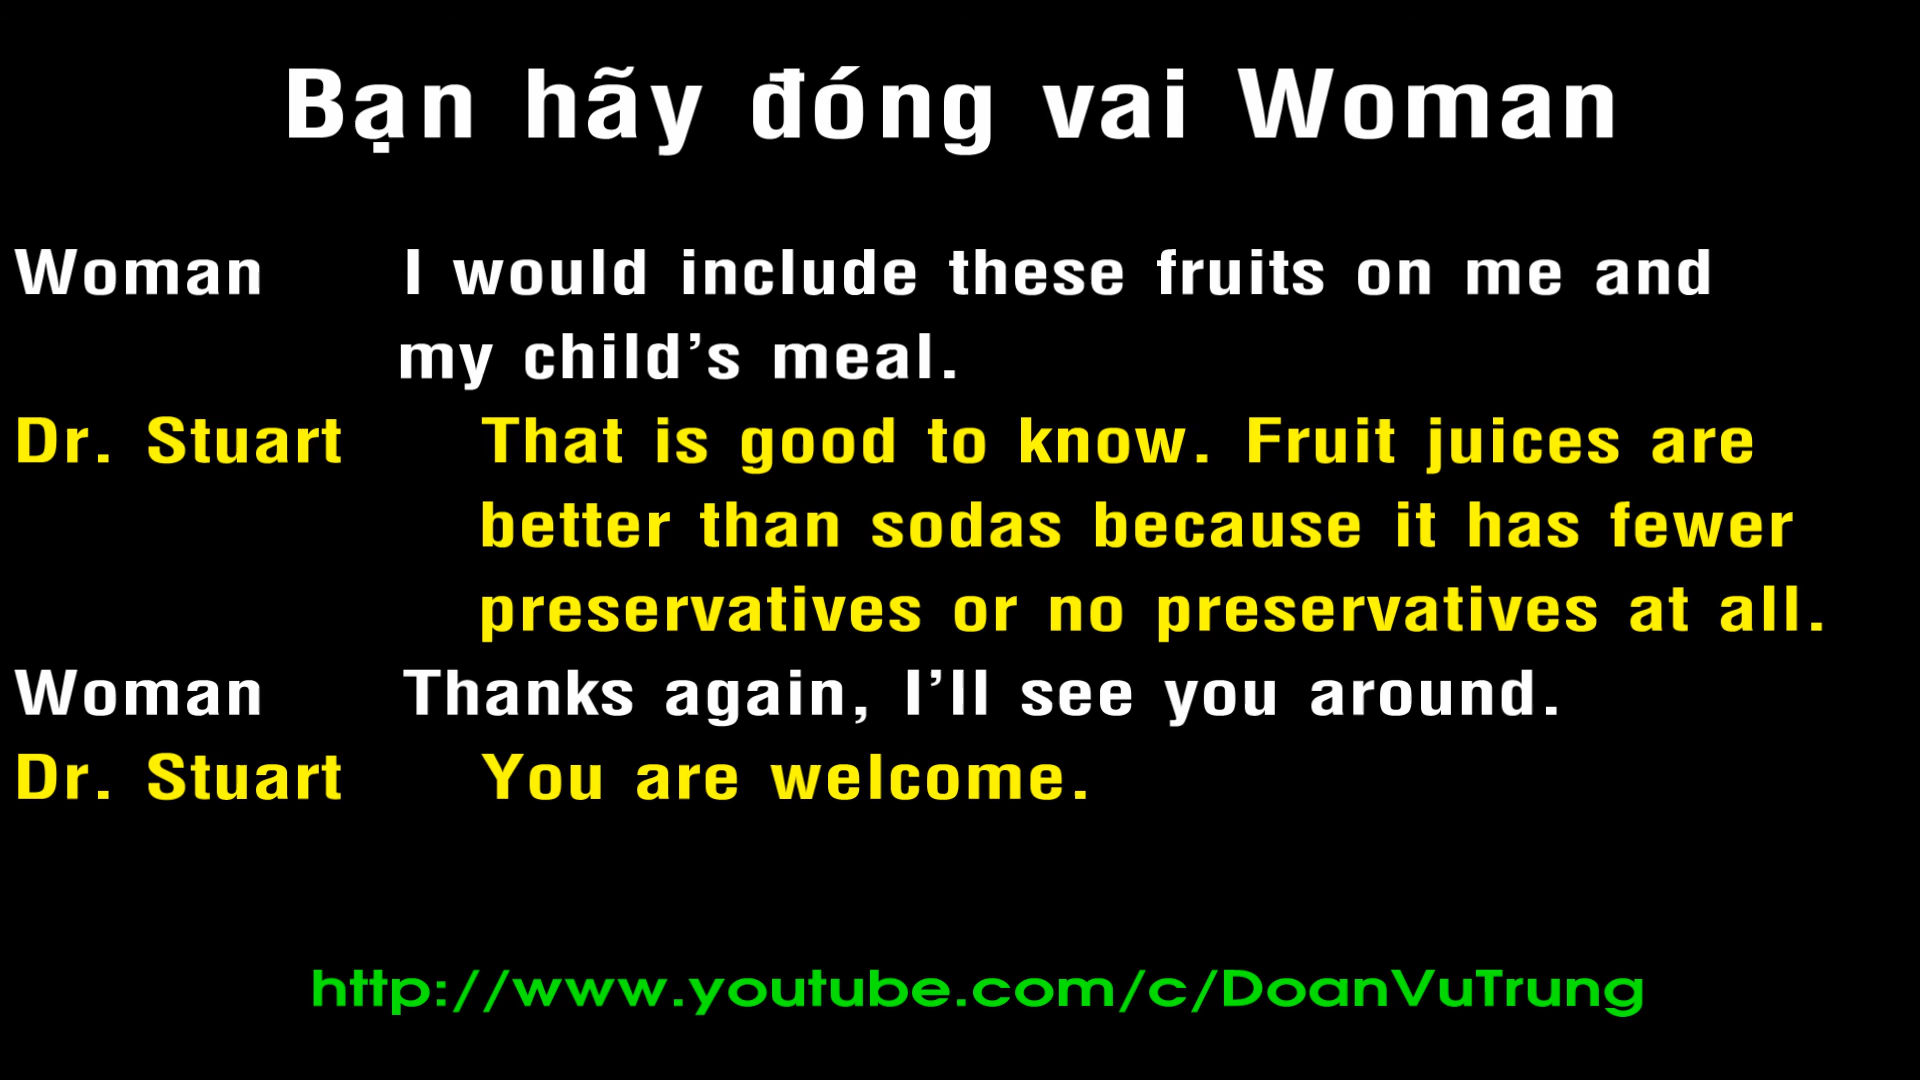 Bạn hãy đóng vai Woman
Woman I would include these fruits on me and
my child’s meal.
Dr. Stuart That is good to know. Fruit juices are
better than sodas because it has fewer
preservatives or no preservatives at all.
Woman Thanks again, I’ll see you around.
Dr. Stuart You are welcome.
http://www.youtube.com/c/DoanVuTrung